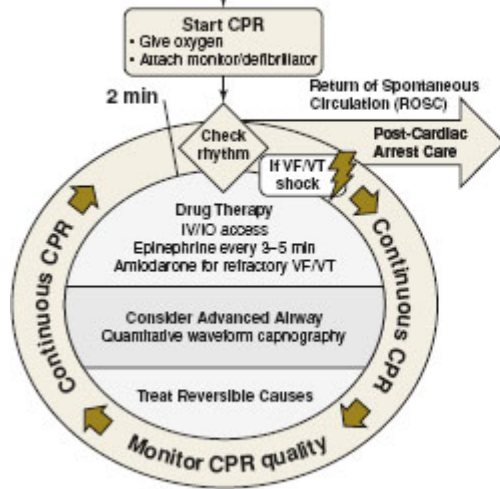 Start CPR
• Give oxygen
• Attach monitor/defibrillator
2 min
Return of Spontaneous
Circulation (ROSC)
Check
rhythm
Post-Cardiac
Arrest Care
If VF/VT
shock
Drug Therapy
IV/IO access
Epinephrine every 3–5 min
Amiodarone for refractory VF/VT
Consider Advanced Airway
Quantitative waveform capnography
Treat Reversible Causes
Continuous CPR
Continuous CPR
Monitor CPR quality